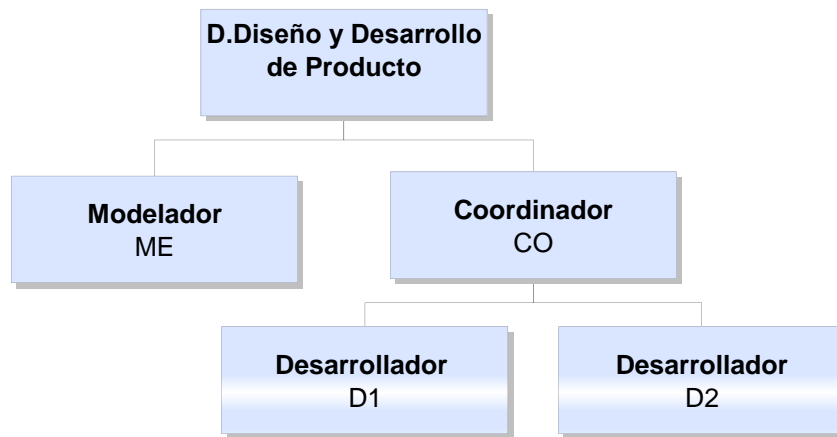 D.Diseño y Desarrollo
de Producto
Modelador
ME
Coordinador
CO
Desarrollador
D1
Desarrollador
D2